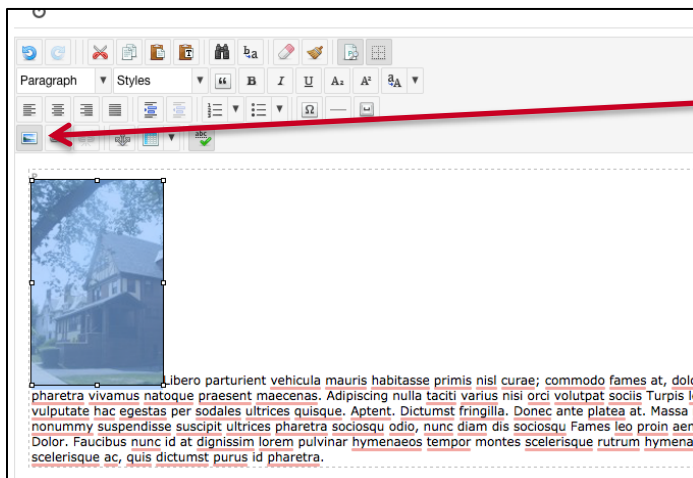 Paragraph Styles B I U A₂ A² A
Libero parturient vehicula mauris habitasse primis nisl curae; commodo fames at, dolo
pharetra vivamus natoque praesent maecenas. Adipiscing nulla taciti varius nisi orci volutpat sociis Turpis l
vulputate hac egestas per sodales ultrices quisque. Aptent. Dictumst fringilla. Donec ante platea at. Massa
nonummy suspendisse suscipit ultrices pharetra sociosqu odio, nunc diam dis sociosqu Fames leo proin aen
Dolor. Faucibus nunc id at dignissim lorem pulvinar hymenaeos tempor montes scelerisque rutrum hymena
scelerisque ac, quis dictumst purus id pharetra.